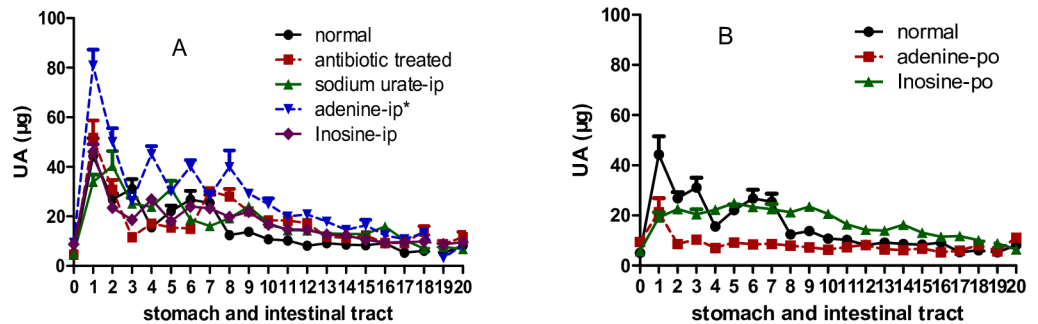 A
UA (µg)
100
80
60
40
20
0
0 1 2 3 4 5 6 7 8 9 10 11 12 13 14 15 16 17 18 19 20
stomach and intestinal tract
normal
antibiotic treated
sodium urate-ip
adenine-ip*
Inosine-ip
B
UA (µg)
100
80
60
40
20
0
0 1 2 3 4 5 6 7 8 9 10 11 12 13 14 15 16 17 18 19 20
stomach and intestinal tract
normal
adenine-po
Inosine-po